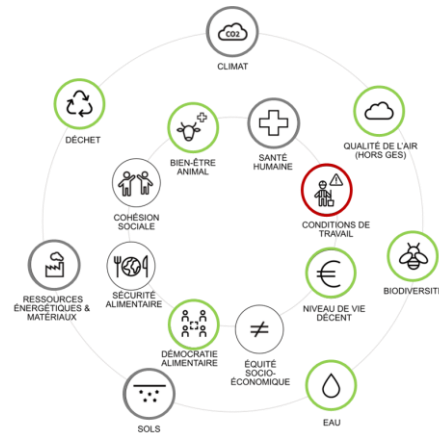 CO2
CLIMAT
DÉCHET
QUALITÉ DE L'AIR
(HORS GES)
BIEN-ÊTRE
ANIMAL
SANTÉ
HUMAINE
COHÉSION
SOCIALE
CONDITIONS DE
TRAVAIL
RESSOURCES
ÉNERGÉTIQUES &
MATÉRIAUX
SÉCURITÉ
ALIMENTAIRE
€
NIVEAU DE VIE
DÉCENT
BIODIVERSITÉ
DÉMOCRATIE
ALIMENTAIRE
≠
ÉQUITÉ
SOCIO-
ÉCONOMIQUE
SOLS
EAU